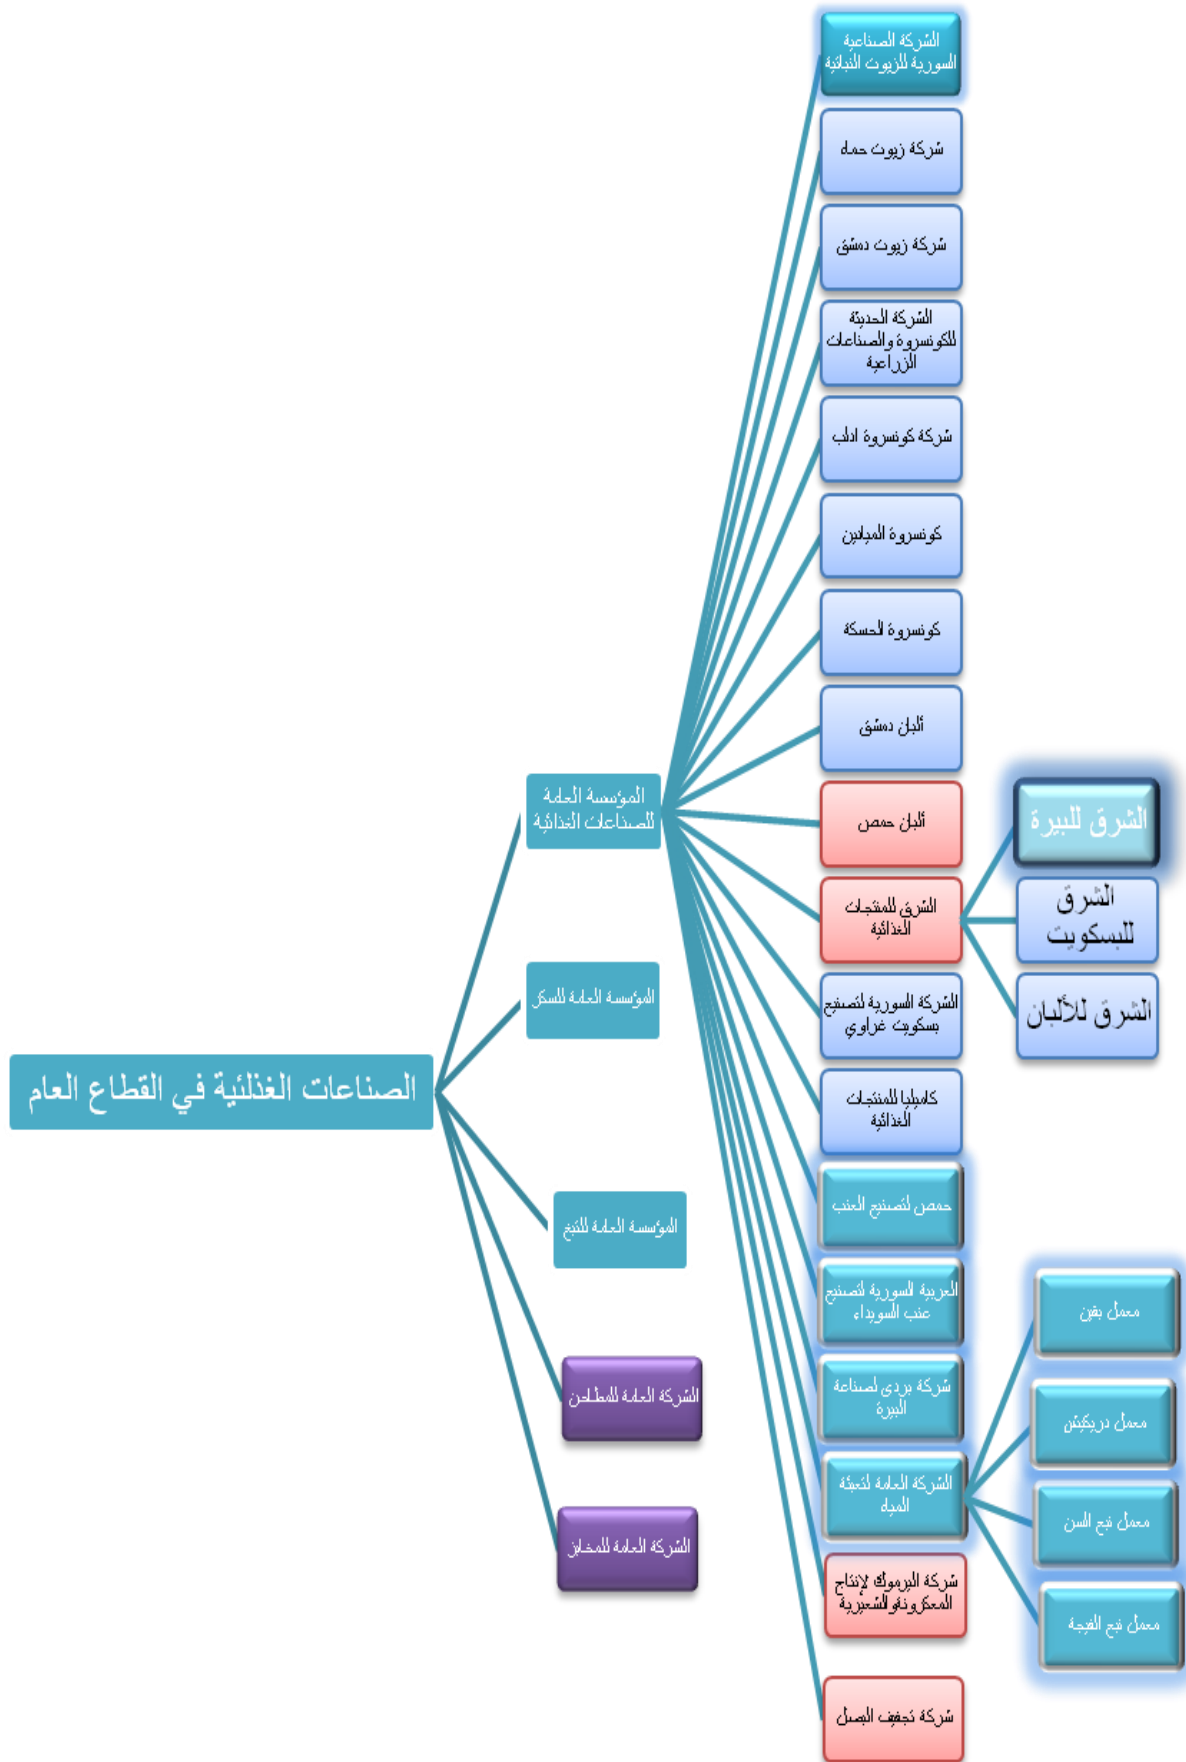 الشركة الصناعية
السورية للزيوت النباتية
شركة زيوت حماه
شركة زيوت دمشق
الشركة الحديثة
للكونسروة والصناعات
الزراعية
شركة كونسروة ادلب
كونسروة الميادين
كونسروة الحسكة
ألبان دمشق
المؤسسة العامة
للصناعات الغذائية
ألبان حمص
الشرق للبيرة
الشرق للمنتجات
الغذائية
الشرق
للبسكويت
المؤسسة العامة للسكر
الشركة السورية لتصنيع
بسكويت غراوي
الشرق للألبان
الصناعات الغذلئية في القطاع العام
كاميليا للمنتجات
الغذائية
المؤسسة العامة للتبغ
حمص لتصنيع العنب
العربية السورية لتصنيع
عنب السويداء
معمل بقين
الشركة العامة للمطاحن
شركة بردى لصناعة
البيرة
معمل دريكيش
الشركة العامة لتعبئة
المياه
الشركة العامة للمخابز
معمل نبع السن
شركة اليرموك لإنتاج
المعكرونةوالشعيرية
معمل نبع الفيجة
شركة تجفيف البصل